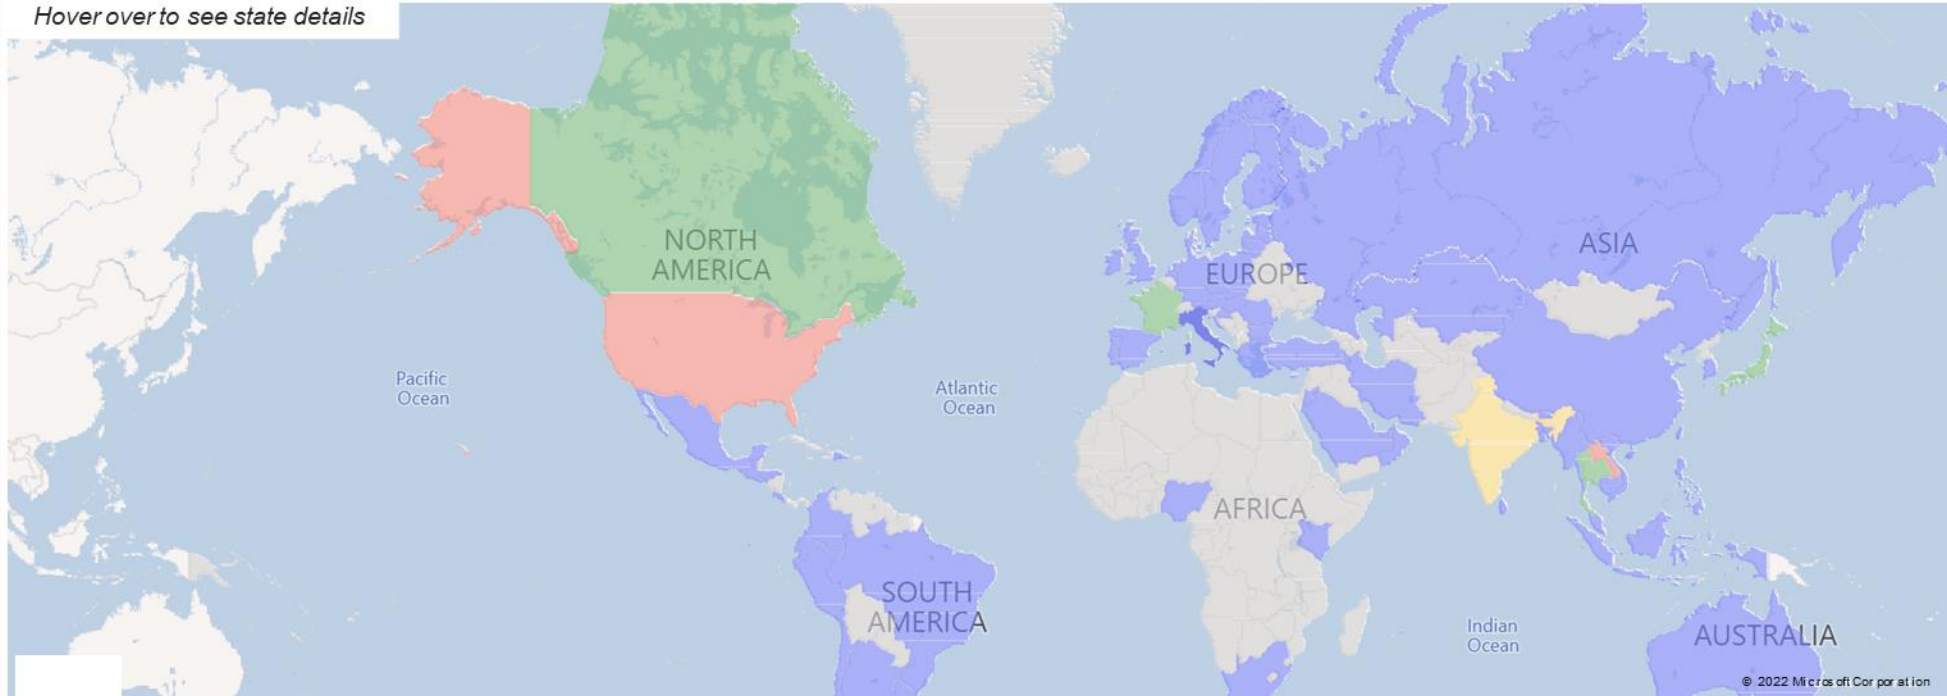 Hover over to see state details
NORTH
AMERICA
ASIA
EUROPE
Pacific
Ocean
Atlantic
Ocean
AFRICA
SOUTH
AMERICA
Indian
Ocean
AUSTRALIA
© 2022 Microsoft Corporation